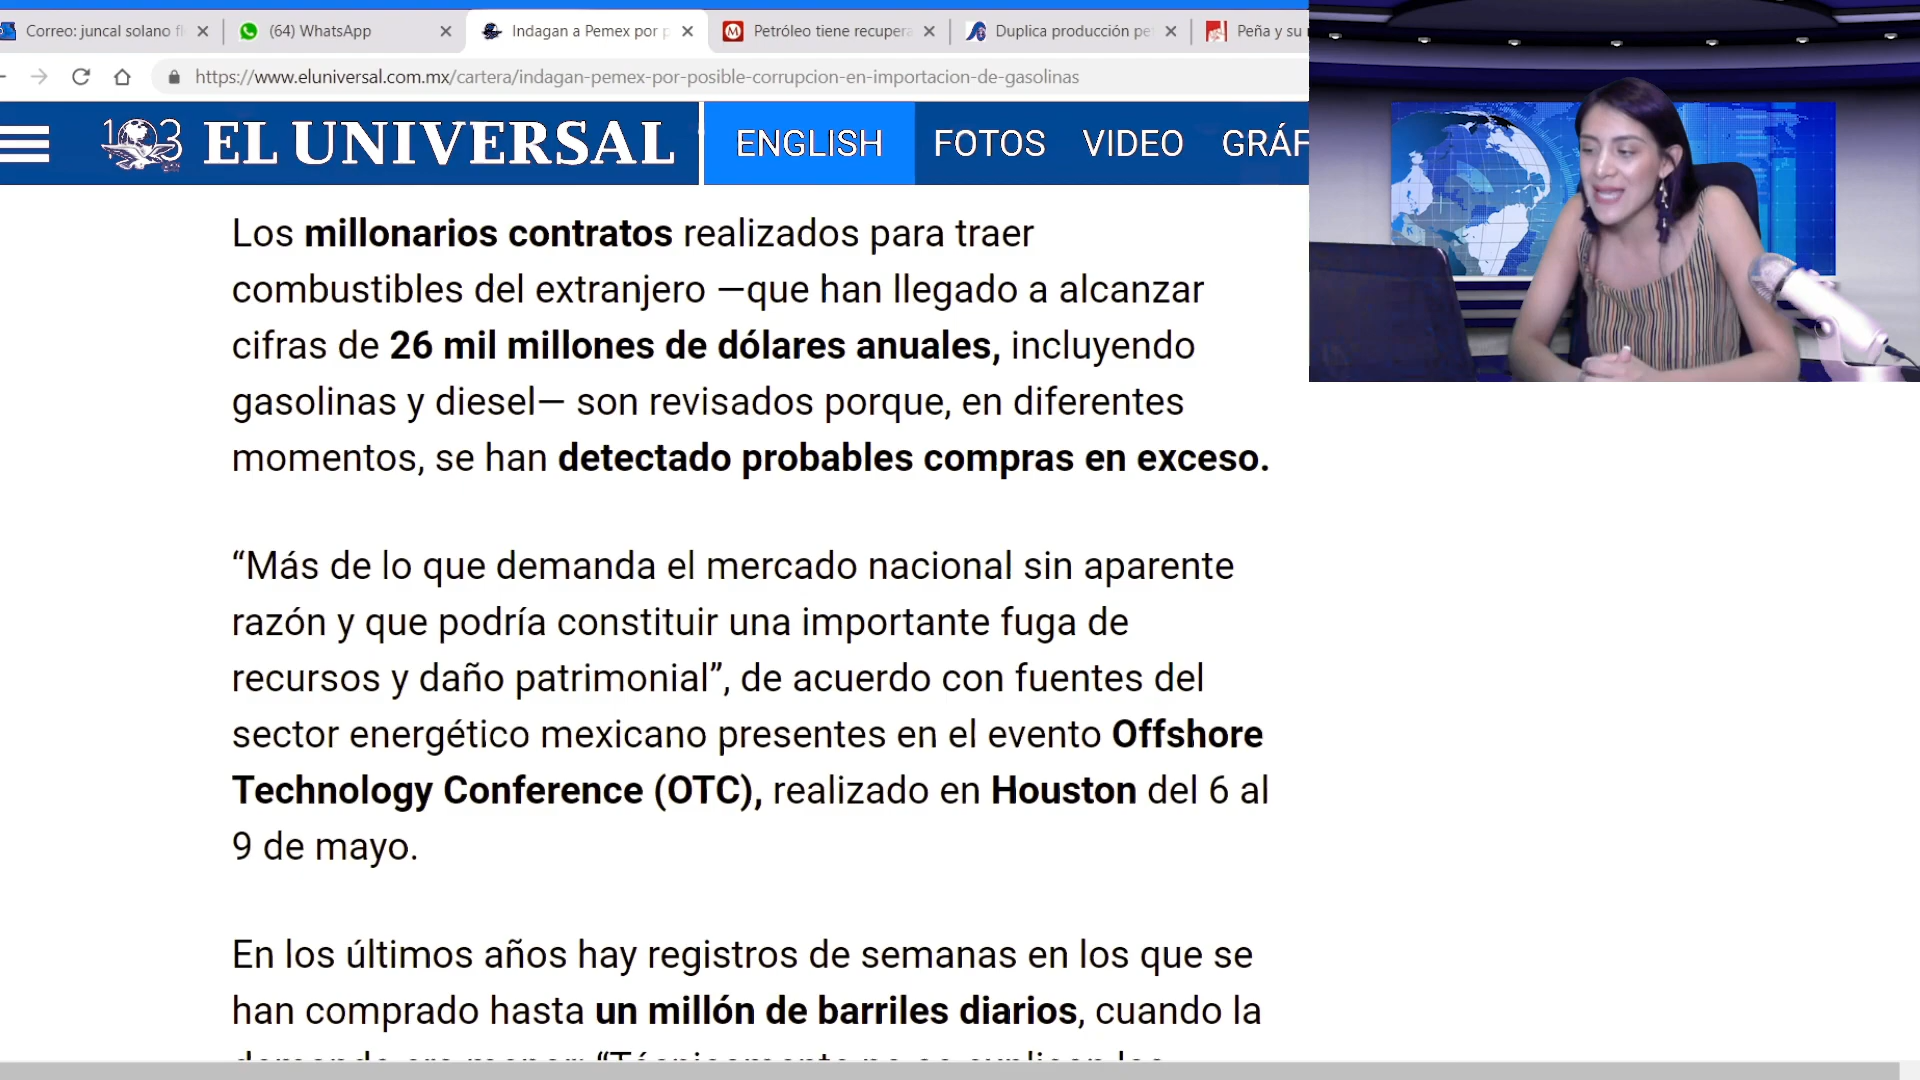 Correo: juncal solano fl
(64) WhatsApp
Indagan a Pemex por p
Petróleo tiene recupera
Duplica producción pe
Peña y su
https://www.eluniversal.com.mx/cartera/indagan-pemex-por-posible-corrupcion-en-importacion-de-gasolinas
103
EL UNIVERSAL
ENGLISH
FOTOS
VIDEO
GRÁF
Los millonarios contratos realizados para traer
combustibles del extranjero —que han llegado a alcanzar
cifras de 26 mil millones de dólares anuales, incluyendo
gasolinas y diesel— son revisados porque, en diferentes
momentos, se han detectado probables compras en exceso.
“Más de lo que demanda el mercado nacional sin aparente
razón y que podría constituir una importante fuga de
recursos y daño patrimonial”, de acuerdo con fuentes del
sector energético mexicano presentes en el evento Offshore
Technology Conference (OTC), realizado en Houston del 6 al
9 de mayo.
En los últimos años hay registros de semanas en los que se
han comprado hasta un millón de barriles diarios, cuando la